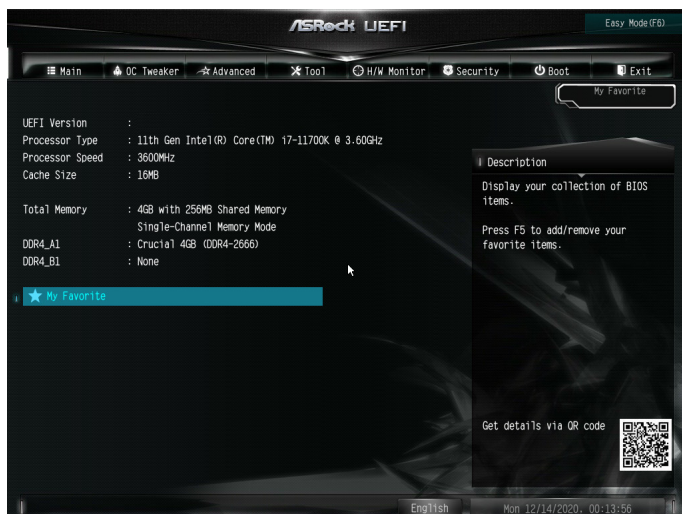 ASRock UEFI
Easy Mode(F6)
Main
OC Tweaker
Advanced
Tool
H/W Monitor
Security
Boot
Exit
My Favorite
UEFI Version :
Processor Type : 11th Gen Intel(R) Core(TM) i7-11700K @ 3.60GHz
Processor Speed : 3600MHz
Cache Size : 16MB
Total Memory : 4GB with 256MB Shared Memory
Single-Channel Memory Mode
DDR4_A1 : Crucial 4GB (DDR4-2666)
DDR4_B1 : None
My Favorite
Description
Display your collection of BIOS
items.
Press F5 to add/remove your
favorite items.
Get details via QR code
English
Mon 12/14/2020. 00:13:56